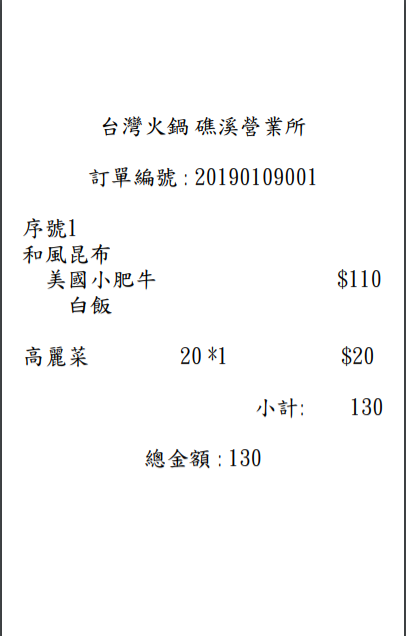 台灣火鍋 礁溪營業所
訂單編號 : 20190109001
序號1
和風昆布
美國小肥牛 $110
白飯
高麗菜 20 *1 $20
小計: 130
總金額 : 130